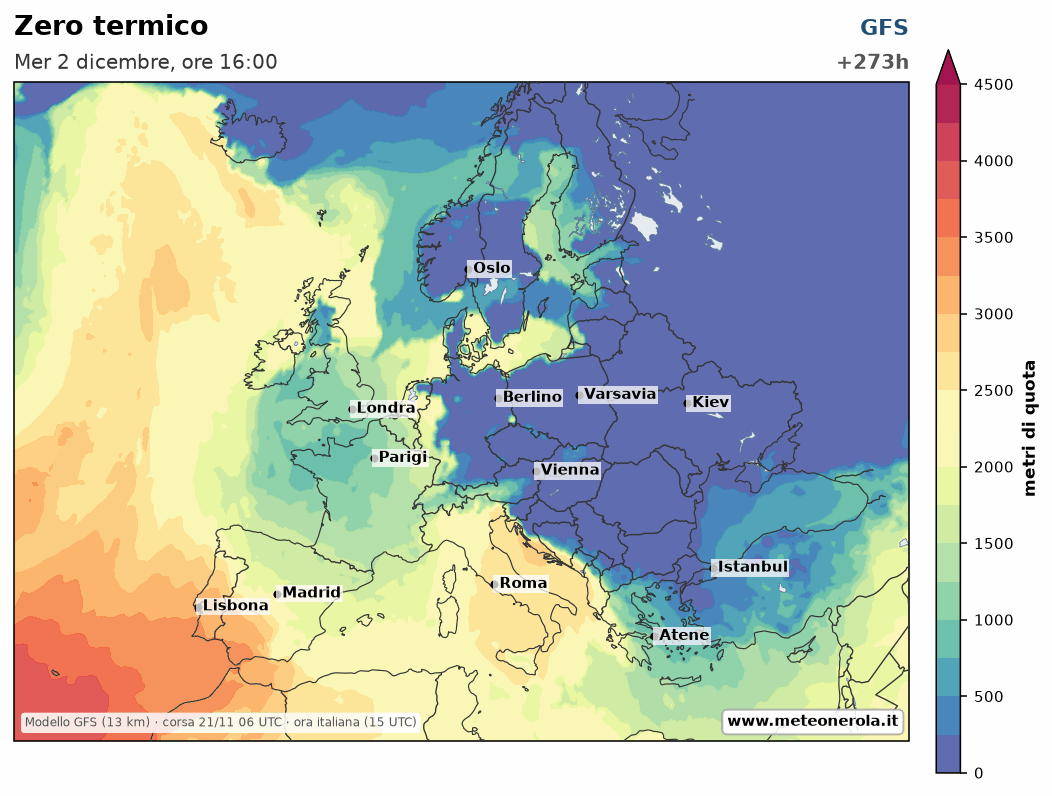 Zero termico
GFS
Mer 2 dicembre, ore 16:00
+273h
4500
4000
3500
3000
2500
2000
1500
1000
500
0
metri di quota
Oslo
Londra
Berlino
Varsavia
Kiev
Parigi
Vienna
Istanbul
Roma
Madrid
Lisbona
Atene
Modello GFS (13 km) · corsa 21/11 06 UTC · ora italiana (15 UTC)
www.meteonerola.it